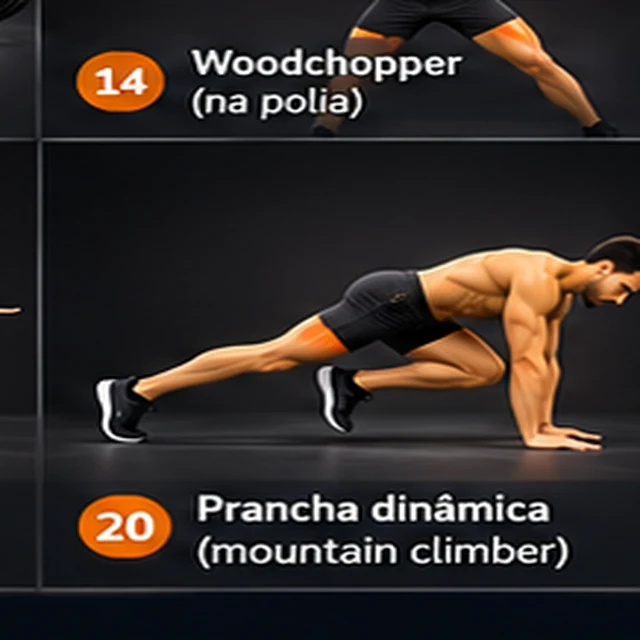 14
Woodchopper
(na polia)
20
Prancha dinâmica
(mountain climber)